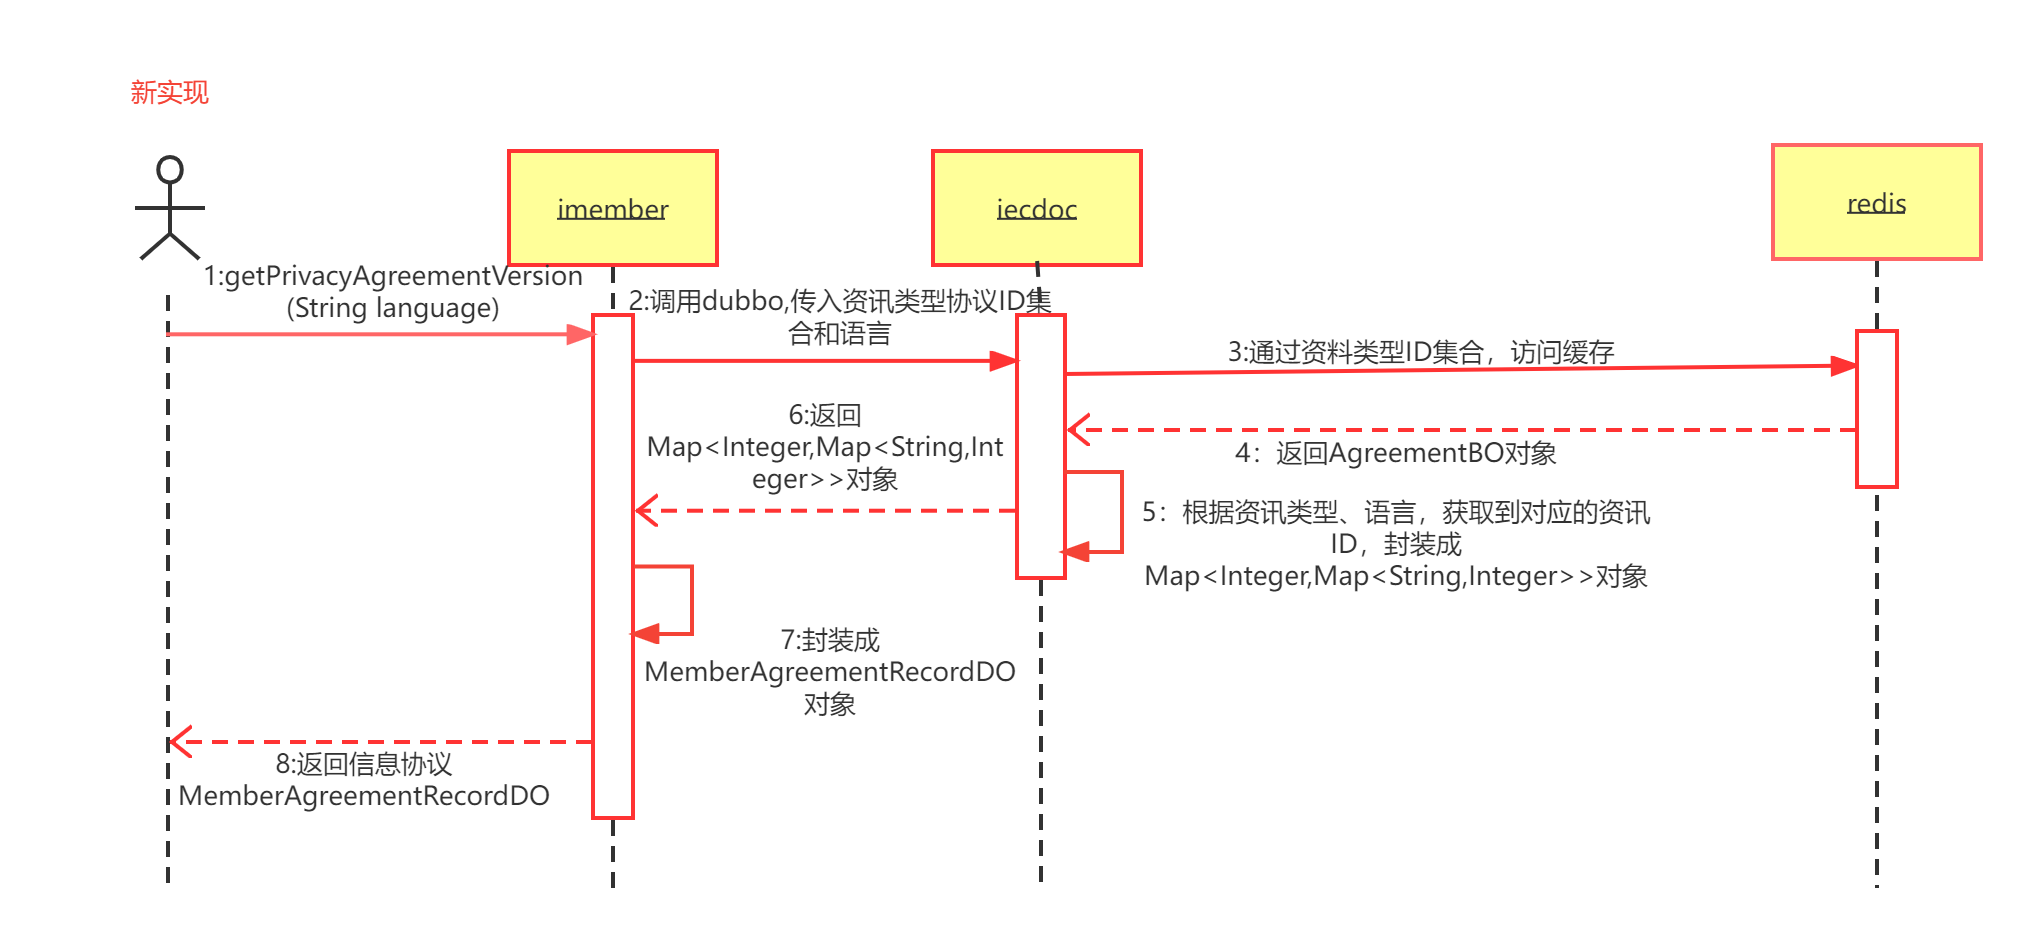 新实现
imember
iecdoc
redis
1:getPrivacyAgreementVersion
(String language)
2:调用dubbo,传入资讯类型协议ID集
合和语言
3:通过资料类型ID集合，访问缓存
4：返回AgreementBO对象
5：根据资讯类型、语言，获取到对应的资讯
ID，封装成
Map<Integer,Map<String,Integer>>对象
6:返回
Map<Integer,Map<String,Int
eger>>对象
7:封装成
MemberAgreementRecordDO
对象
8:返回信息协议
MemberAgreementRecordDO